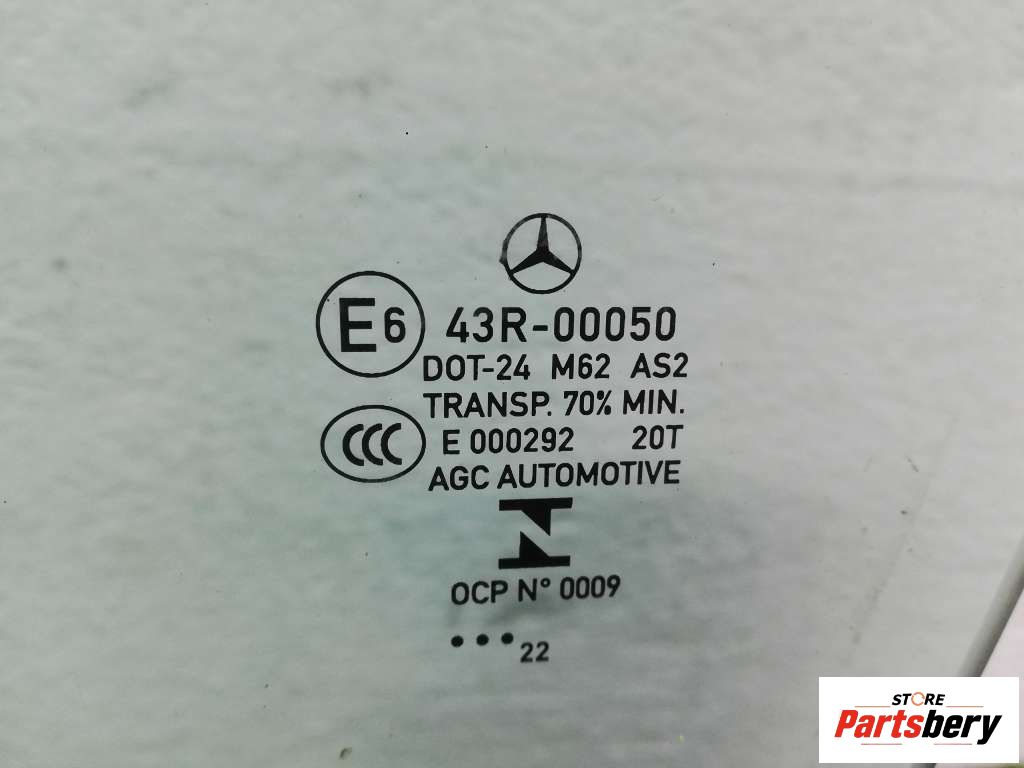 E6 43R-00050
DOT-24 M62 AS2
TRANSP. 70% MIN.
CCC E 000292 20T
AGC AUTOMOTIVE
OCP N° 0009
••• 22
STORE
Partsbery